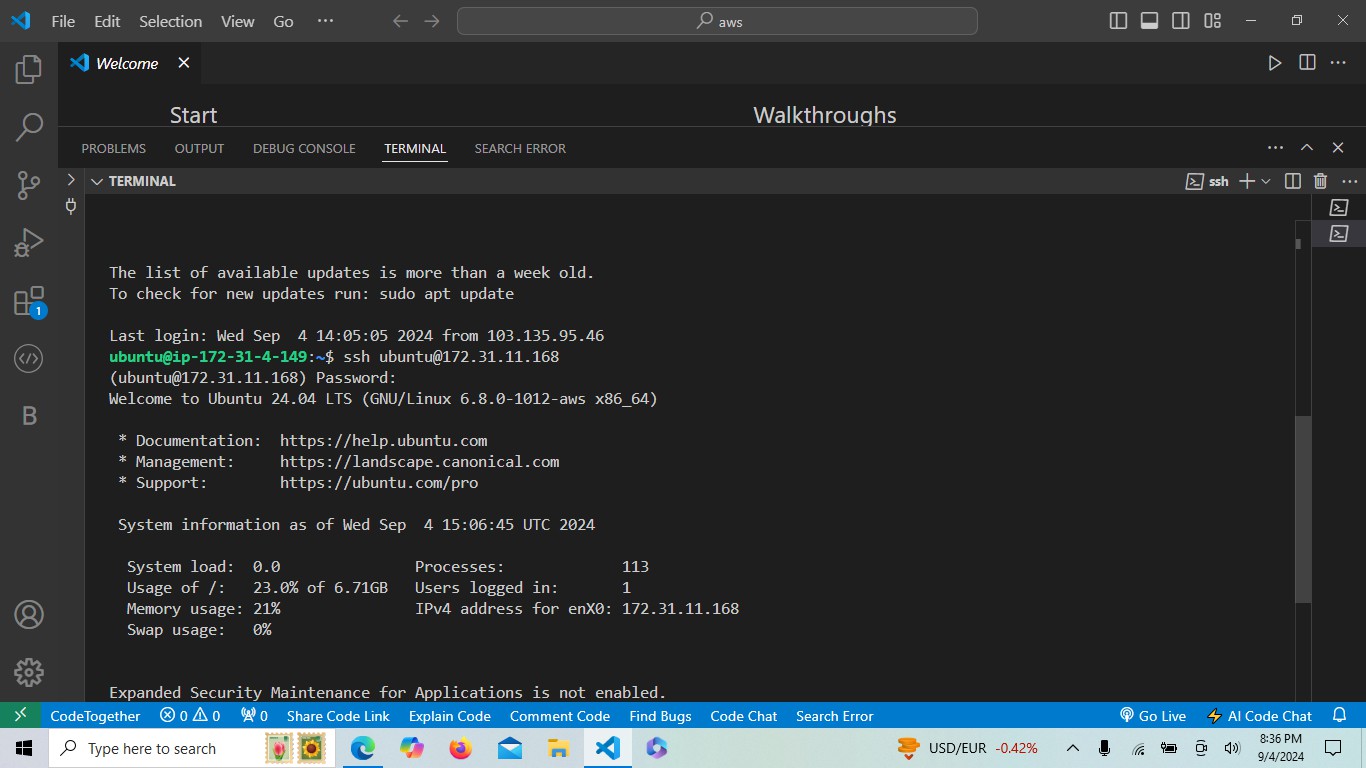 File Edit Selection View Go ··· aws
Welcome
Start Walkthroughs
PROBLEMS OUTPUT DEBUG CONSOLE TERMINAL SEARCH ERROR
TERMINAL ssh
The list of available updates is more than a week old.
To check for new updates run: sudo apt update
Last login: Wed Sep  4 14:05:05 2024 from 103.135.95.46
ubuntu@ip-172-31-4-149:~$ ssh ubuntu@172.31.11.168
(ubuntu@172.31.11.168) Password:
Welcome to Ubuntu 24.04 LTS (GNU/Linux 6.8.0-1012-aws x86_64)
* Documentation:  https://help.ubuntu.com
* Management:     https://landscape.canonical.com
* Support:        https://ubuntu.com/pro
System information as of Wed Sep  4 15:06:45 UTC 2024
System load:  0.0               Processes:             113
Usage of /:   23.0% of 6.71GB   Users logged in:       1
Memory usage: 21%               IPv4 address for enX0: 172.31.11.168
Swap usage:   0%
Expanded Security Maintenance for Applications is not enabled.
1
B
CodeTogether 0 0 0 Share Code Link Explain Code Comment Code Find Bugs Code Chat Search Error Go Live AI Code Chat
Type here to search USD/EUR -0.42% 8:36 PM
9/4/2024